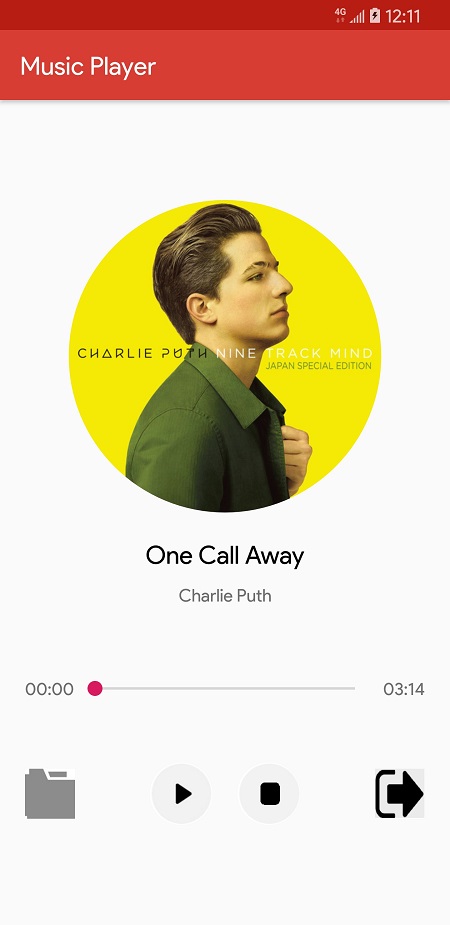 4G 12:11
Music Player
CHARLIE PUTH NINE TRACK MIND
JAPAN SPECIAL EDITION
One Call Away
Charlie Puth
00:00 03:14